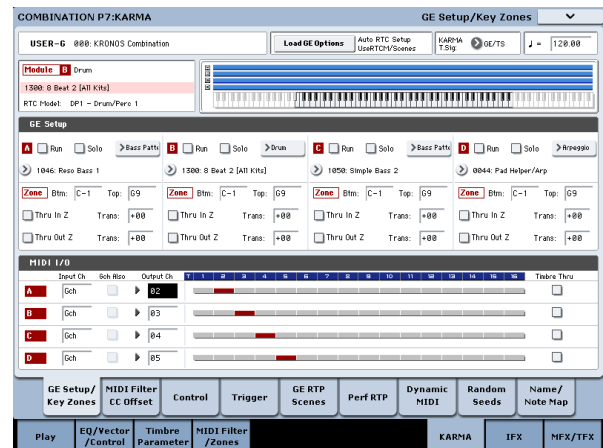 COMBINATION P7:KARMA GE Setup/Key Zones
USER-G 000: KRONOS Combination Load GE Options Auto RTC Setup UseRTCM/Scenes KARMA T.Sig: GE/TS ♩= 120.00
Module B Drum
1300: 8 Beat 2 [All Kits]
RTC Model: DP1 - Drum/Perc 1
GE Setup
A Run Solo >Bass Patte B Run Solo >Drum C Run Solo >Bass Patte D Run Solo >Arpeggio
1046: Reso Bass 1 1300: 8 Beat 2 [All Kits] 1050: Simple Bass 2 0044: Pad Helper/Arp
Zone Btm: C-1 Top: G9 Zone Btm: C-1 Top: G9 Zone Btm: C-1 Top: G9 Zone Btm: C-1 Top: G9
Thru In Z Trans: +00 Thru In Z Trans: +00 Thru In Z Trans: +00 Thru In Z Trans: +00
Thru Out Z Trans: +00 Thru Out Z Trans: +00 Thru Out Z Trans: +00 Thru Out Z Trans: +00
MIDI I/O
Input Ch Gch Also Output Ch T 1 2 3 4 5 6 7 8 9 10 11 12 13 14 15 16 Timbre Thru
A Gch 02
B Gch 03
C Gch 04
D Gch 05
GE Setup/ Key Zones MIDI Filter CC Offset Control Trigger GE RTP Scenes Perf RTP Dynamic MIDI Random Seeds Name/ Note Map
Play EQ/Vector /Control Timbre Parameter MIDI Filter /Zones KARMA IFX MFX/TFX